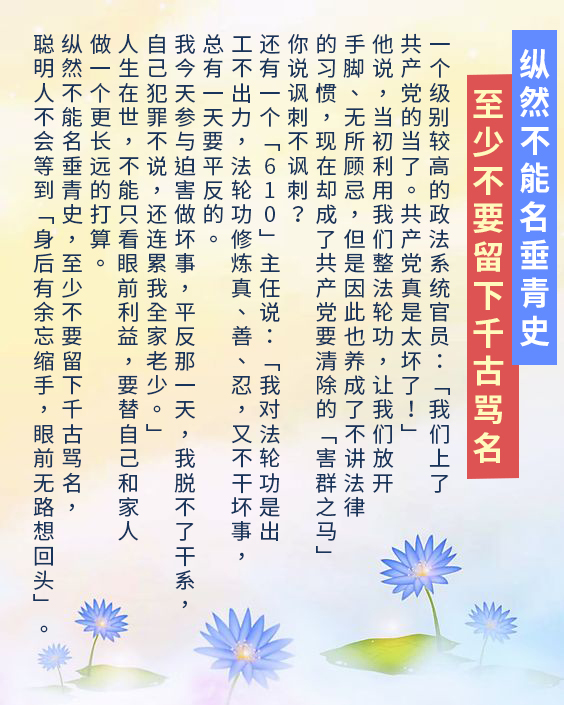 纵然不能名垂青史
至少不要留下千古骂名
一个级别较高的政法系统官员：「我们上了
共产党的当了。共产党真是太坏了！」
他说，当初利用我们整法轮功，让我们放开
手脚、无所顾忌，但是因此也养成了不讲法律
的习惯，现在却成了共产党要清除的「害群之马」
你说讽刺不讽刺？
还有一个「610」主任说：「我对法轮功是出
工不出力，法轮功修炼真、善、忍，又不干坏事，
总有一天要平反的。
我今天参与迫害做坏事，平反那一天，我脱不了干系，
自己犯罪不说，还连累我全家老少。」
人生在世，不能只看眼前利益，要替自己和家人
做一个更长远的打算。
纵然不能名垂青史，至少不要留下千古骂名，
聪明人不会等到「身后有余忘缩手，眼前无路想回头」。